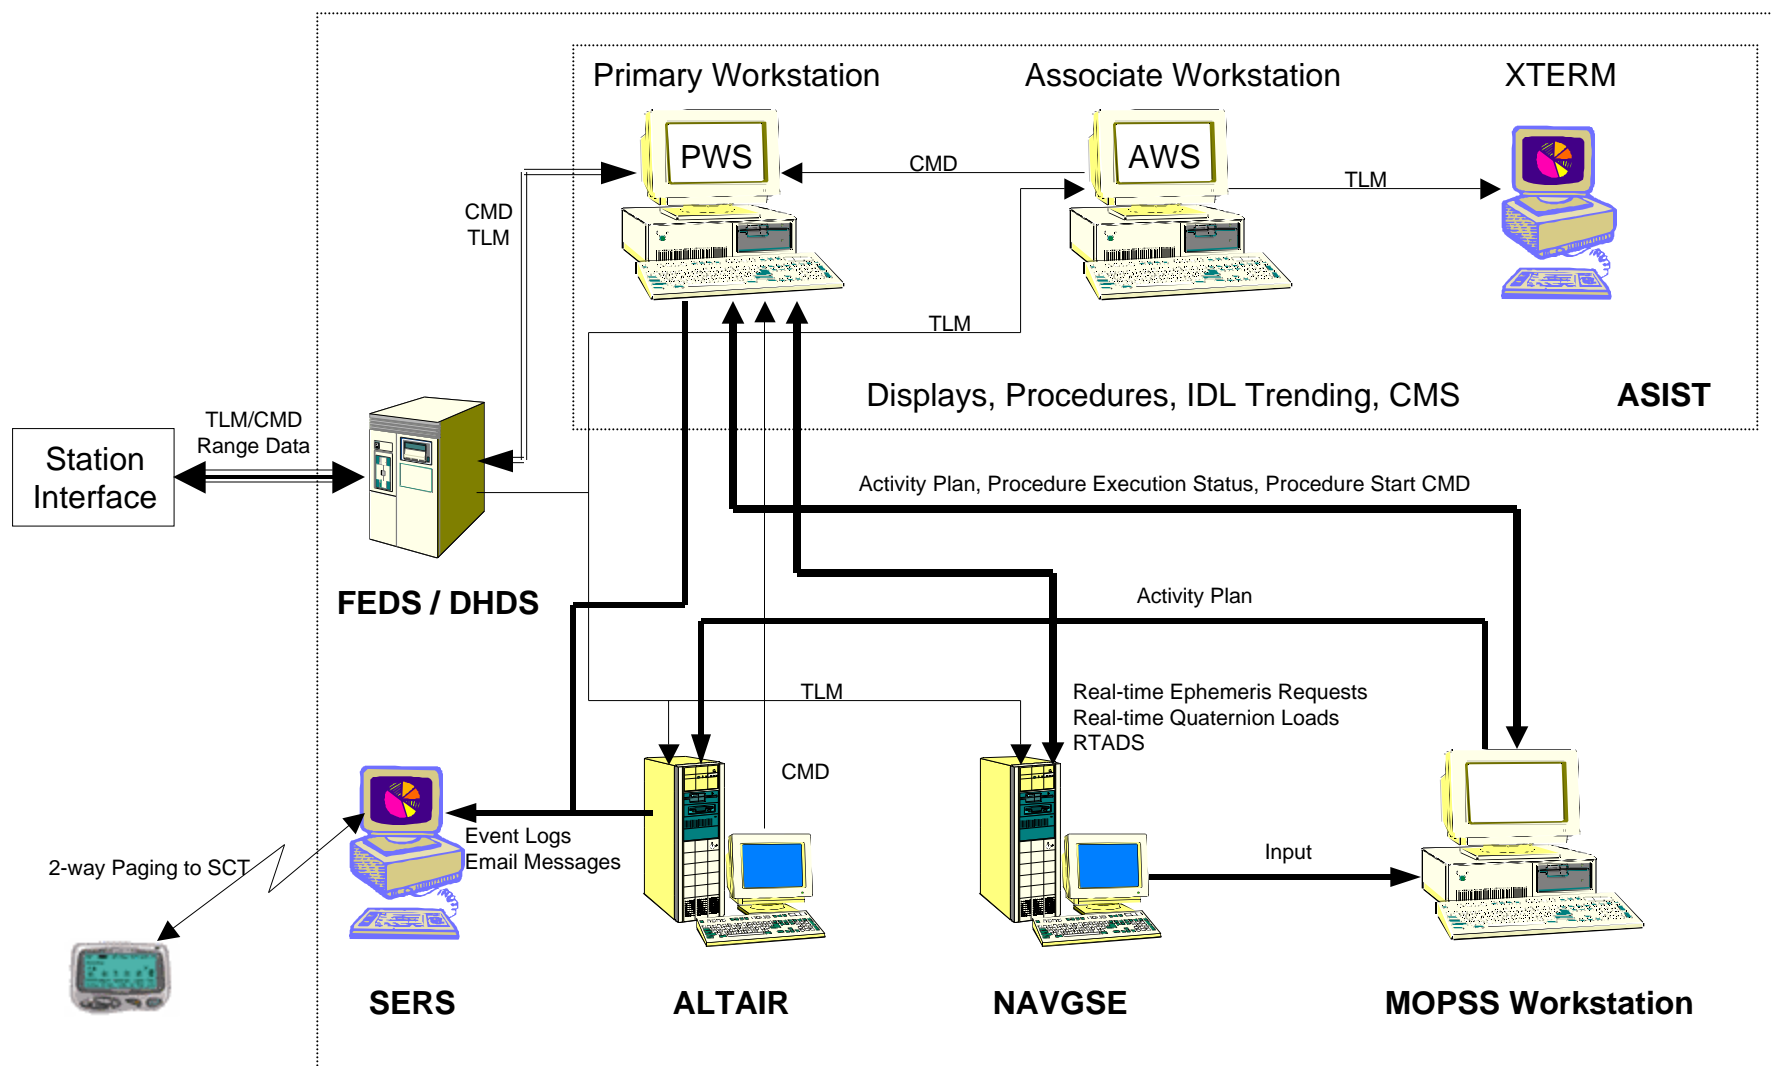 Primary Workstation
Associate Workstation
XTERM
PWS
AWS
CMD
TLM
CMD
TLM
TLM
Displays, Procedures, IDL Trending, CMS
ASIST
TLM/CMD
Range Data
Station
Interface
Activity Plan, Procedure Execution Status, Procedure Start CMD
FEDS / DHDS
Activity Plan
TLM
Real-time Ephemeris Requests
Real-time Quaternion Loads
RTADS
CMD
Event Logs
Email Messages
Input
2-way Paging to SCT
SERS
ALTAIR
NAVGSE
MOPSS Workstation